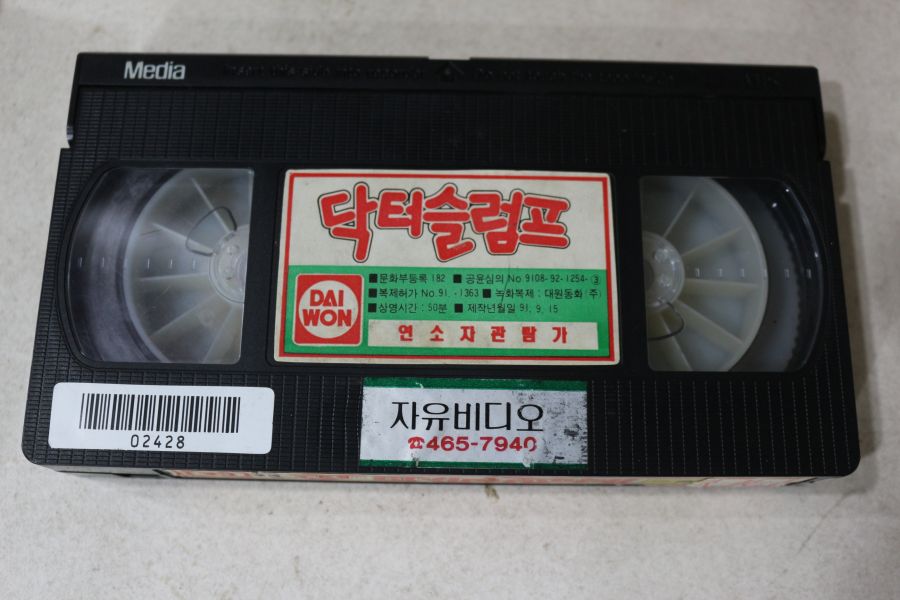 Media
닥터슬럼프
DAI WON
■문화부등록 182 ■ 공윤심의 No.9108-92-1254-③
■복제허가 No.91.-1363 ■ 녹화복제 : 대원동화 (주)
■상영시간 : 50분 ■ 제작년월일 91. 9. 15
연소자관람가
02428
자유비디오
☎465-7940